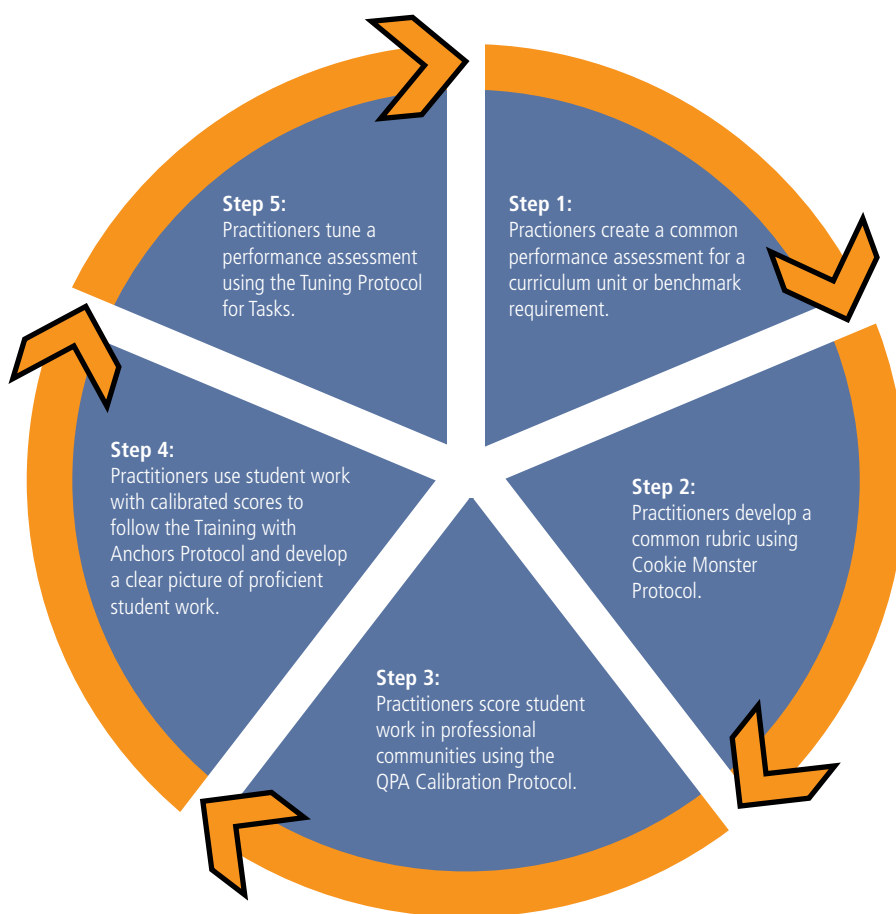 Step 1:
Practioners create a common
performance assessment for a
curriculum unit or benchmark
requirement.
Step 2:
Practitioners develop a
common rubric using
Cookie Monster
Protocol.
Step 3:
Practitioners score student
work in professional
communities using the
QPA Calibration Protocol.
Step 4:
Practitioners use student work
with calibrated scores to
follow the Training with
Anchors Protocol and develop
a clear picture of proficient
student work.
Step 5:
Practitioners tune a
performance assessment
using the Tuning Protocol
for Tasks.